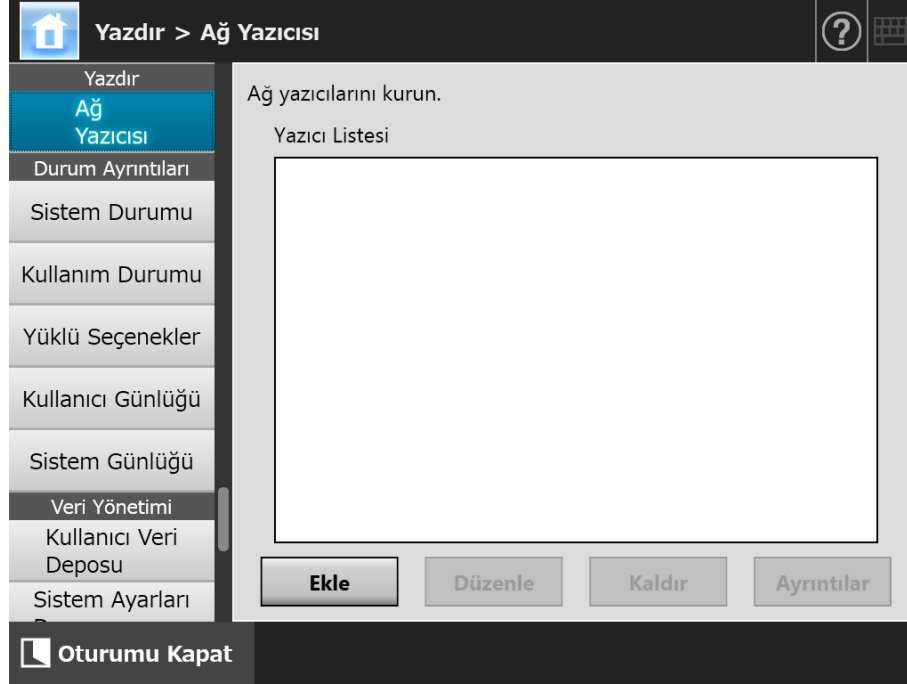 Yazdır > Ağ Yazıcısı
?
Yazdır
Ağ
Yazıcısı
Durum Ayrıntıları
Sistem Durumu
Kullanım Durumu
Yüklü Seçenekler
Kullanıcı Günlüğü
Sistem Günlüğü
Veri Yönetimi
Kullanıcı Veri
Deposu
Sistem Ayarları
Ağ yazıcılarını kurun.
Yazıcı Listesi
Ekle
Düzenle
Kaldır
Ayrıntılar
Oturumu Kapat